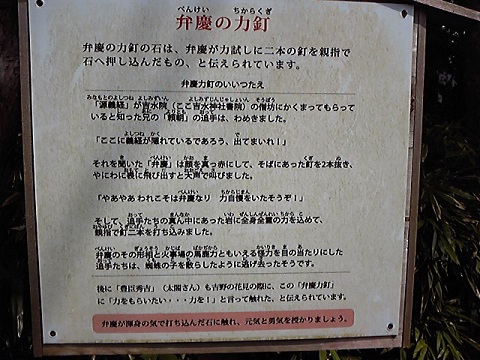 弁慶の力釘
弁慶の力釘の石は、弁慶が力試しに二本の釘を親指で
石へ押し込んだもの、と伝えられています。
弁慶力釘のいいつたえ
「源義経」が吉水院（ここ吉水神社書院）の僧坊にかくまってもらって
いると知った兄の「頼朝」の追手は、わめきました。
「ここに義経が隠れているであろう、出てまいれ！」
それを聞いた「弁慶」は顔を真っ赤にして、そばにあった釘を2本抜き、
やにわに表に飛び出すと大声で叫びました。
『やあやあ われこそは弁慶なり 力自慢をいたそうぞ！』
そして、追手たちの真ん中にあった岩に全身全霊の力を込めて、
親指で釘二本を打ち込みました。
弁慶のその形相と火事場の馬鹿力ともいえる怪力を目の当たりにした
追手たちは、蜘蛛の子を散らしたように逃げ去ったそうです。
後に「豊臣秀吉」（太閤さん）も吉野の花見の際に、この「弁慶力釘」
に「力をもらいたい・・・力を！」と言って触れた、と伝えられています。
弁慶が渾身の気で打ち込んだ石に触れ、元気と勇気を授かりましょう。